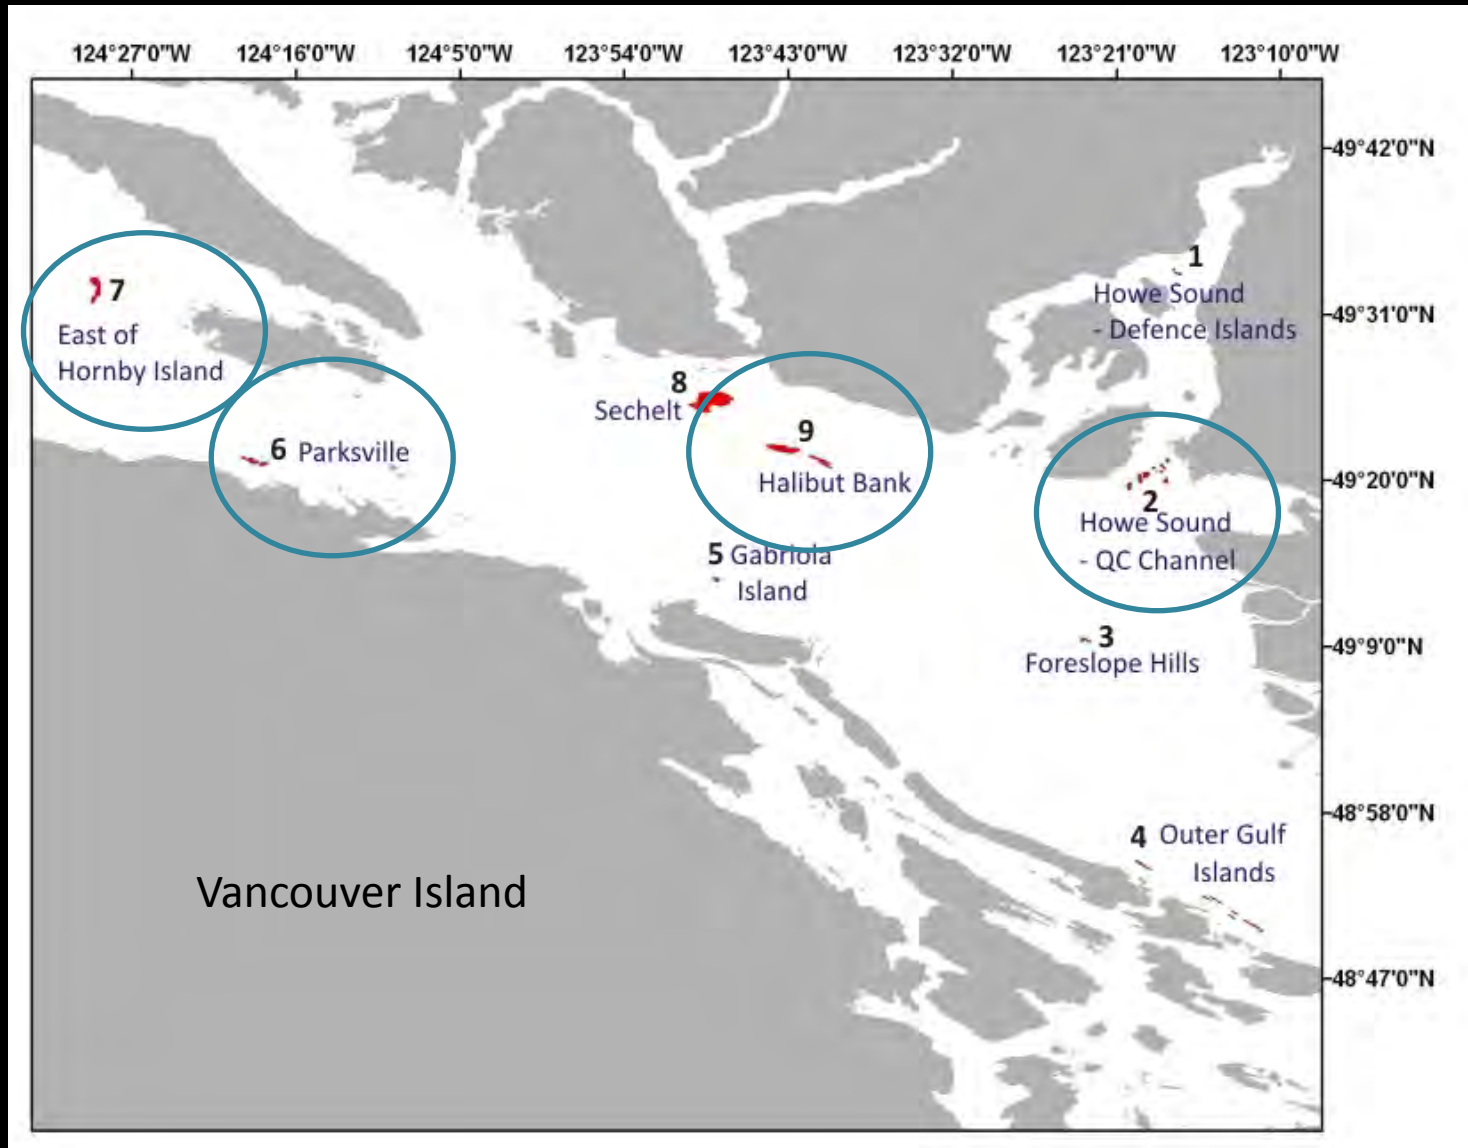 124°27'0"W 124°16'0"W 124°5'0"W 123°54'0"W 123°43'0"W 123°32'0"W 123°21'0"W 123°10'0"W
49°42'0"N
1
Howe Sound
- Defence Islands
49°31'0"N
7
East of
Hornby Island
8
Sechelt
9
Halibut Bank
6 Parksville
49°20'0"N
2
Howe Sound
- QC Channel
5 Gabriola
Island
3
Foreslope Hills
49°9'0"N
48°58'0"N
4 Outer Gulf
Islands
Vancouver Island
48°47'0"N